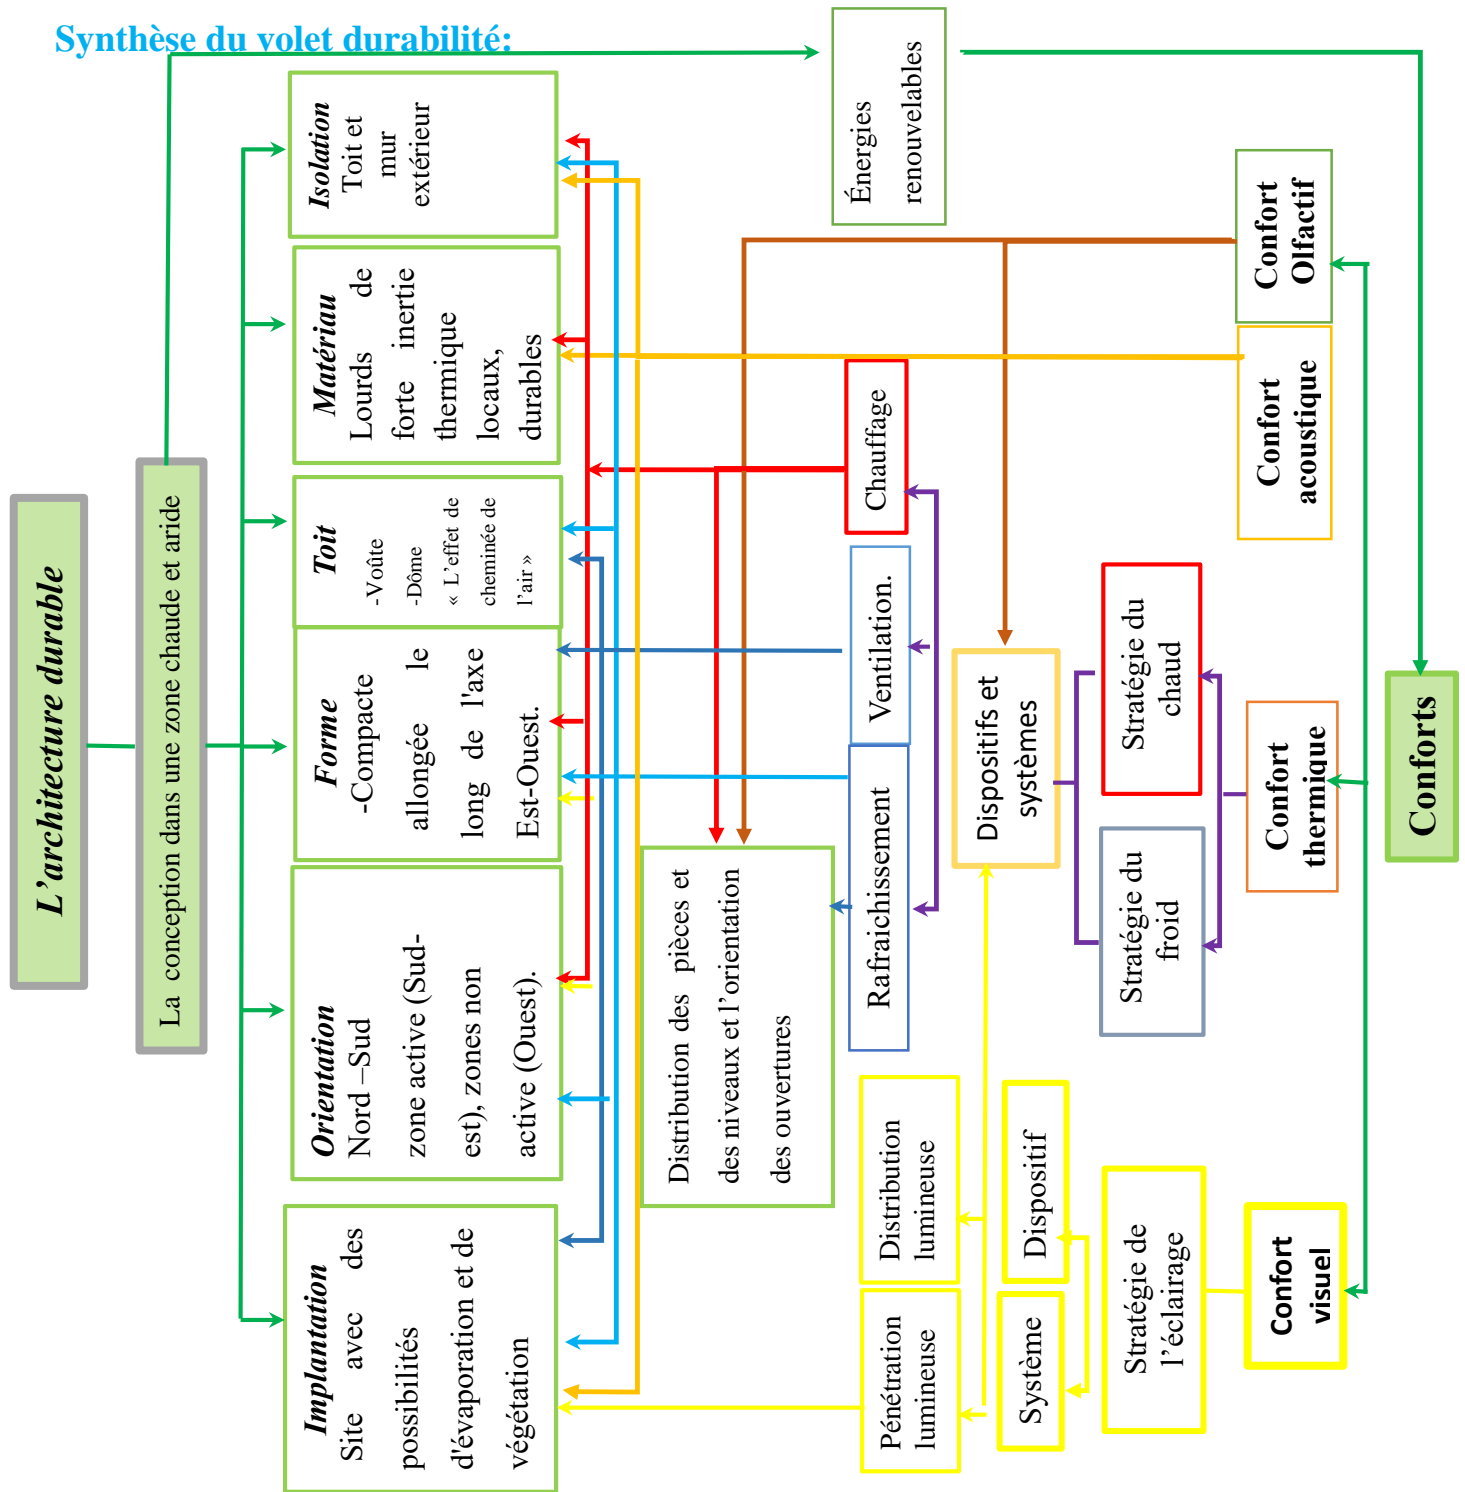 Synthèse du volet durabilité:
L'architecture durable
La conception dans une zone chaude et aride
Implantation
Site avec des
possibilités
d'évaporation et de
végétation
Orientation
Nord –Sud
zone active (Sud-
est), zones non
active (Ouest).
Forme
-Compacte
allongée le
long de l'axe
Est-Ouest.
Toit
-Voûte
-Dôme
« L'effet de
cheminée de
l'air »
Matériau
Lourds de
forte inertie
thermique
locaux,
durables
Isolation
Toit et
mur
extérieur
Distribution des pièces et
des niveaux et l'orientation
des ouvertures
Énergies
renouvelables
Pénétration
lumineuse
Distribution
lumineuse
Rafraichissement
Ventilation.
Chauffage
Système
Dispositif
Dispositifs et
systèmes
Stratégie de
l'éclairage
Stratégie du
froid
Stratégie du
chaud
Confort
visuel
Confort
thermique
Confort
acoustique
Confort
Olfactif
Conforts